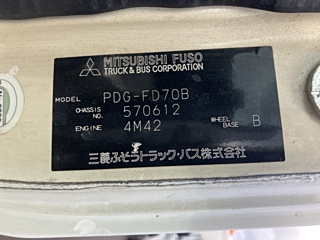 MITSUBISHI FUSO
TRUCK & BUS CORPORATION
MODEL PDG-FD70B
CHASSIS NO. 570612
ENGINE 4M42 WHEEL BASE B
三菱ふそうトラック・バス株式会社